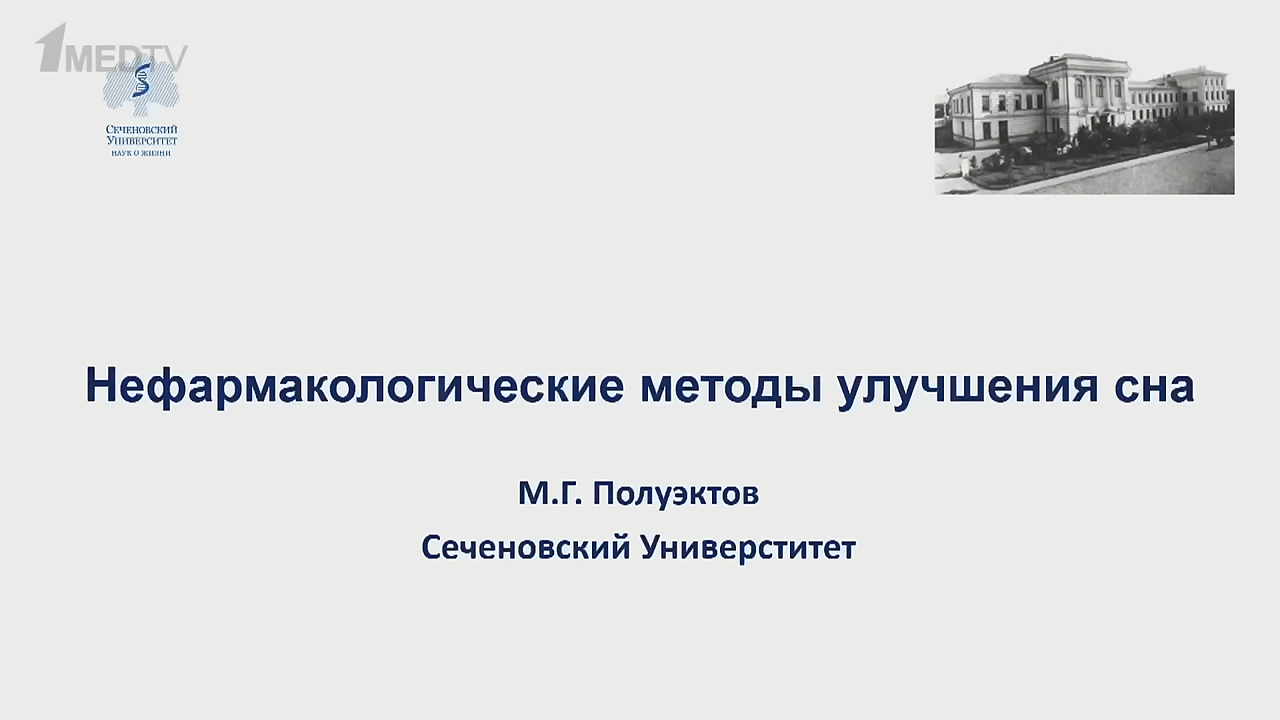 1MEDTV
Сеченовский
Университет
наук о жизни
Нефармакологические методы улучшения сна
М.Г. Полуэктов
Сеченовский Универститет